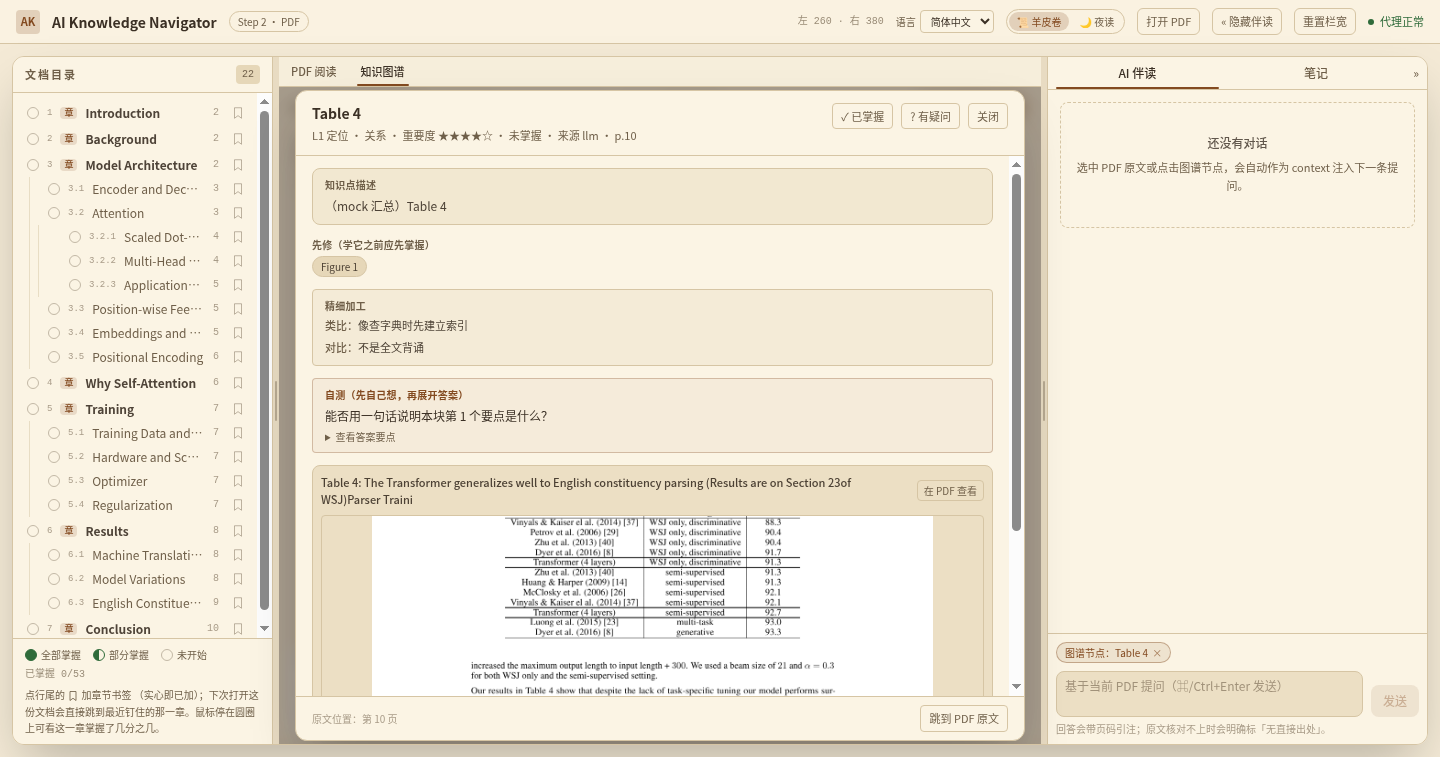 AK AI Knowledge Navigator Step 2 · PDF 左 260 · 右 380 语言 简体中文 📜 羊皮卷 🌙 夜读 打开 PDF « 隐藏伴读 重置栏宽 ● 代理正常
文档目录 22
1 章 Introduction 2
2 章 Background 2
3 章 Model Architecture 2
3.1 Encoder and Dec··· 3
3.2 Attention 3
3.2.1 Scaled Dot-··· 4
3.2.2 Multi-Head ··· 4
3.2.3 Application··· 5
3.3 Position-wise Fee··· 5
3.4 Embeddings and ··· 5
3.5 Positional Encoding 6
4 章 Why Self-Attention 6
5 章 Training 7
5.1 Training Data and··· 7
5.2 Hardware and Sc··· 7
5.3 Optimizer 7
5.4 Regularization 7
6 章 Results 8
6.1 Machine Translati··· 8
6.2 Model Variations 8
6.3 English Constitue··· 9
7 章 Conclusion 10
全部掌握 部分掌握 未开始
已掌握 0/53
点行尾的 口 加章节书签 （实心即已加）；下次打开这
份文档会直接跳到最近钉住的那一章。鼠标停在圆圈
上可看这一章掌握了几分之几。
PDF 阅读 知识图谱
Table 4 ✓ 已掌握 ? 有疑问 关闭
L1 定位 · 关系 · 重要度 ★★★★☆ · 未掌握 · 来源 llm · p.10
知识点描述
（mock 汇总）Table 4
先修（学它之前应先掌握）
Figure 1
精细加工
类比：像查字典时先建立索引
对比：不是全文背诵
自测（先自己想，再展开答案）
能否用一句话说明本块第 1 个要点是什么？
▶ 查看答案要点
Table 4: The Transformer generalizes well to English constituency parsing (Results are on Section 23of
WSJ)Parser Traini
在 PDF 查看
Vinyals & Kaiser el al. (2014) [37] WSJ only, discriminative 88.3
Petrov et al. (2006) [29] WSJ only, discriminative 90.4
Zhu et al. (2013) [40] WSJ only, discriminative 90.4
Dyer et al. (2016) [8] WSJ only, discriminative 91.7
Transformer (4 layers) WSJ only, discriminative 91.3
Zhu et al. (2013) [40] semi-supervised 91.3
Huang & Harper (2009) [14] semi-supervised 91.3
McClosky et al. (2006) [26] semi-supervised 92.1
Vinyals & Kaiser el al. (2014) [37] semi-supervised 92.1
Transformer (4 layers) semi-supervised 92.7
Luong et al. (2015) [23] multi-task 93.0
Dyer et al. (2016) [8] generative 93.3
increased the maximum output length to input length + 300. We used a beam size of 21 and α = 0.3
for both WSJ only and the semi-supervised setting.
Our results in Table 4 show that despite the lack of task-specific tuning our model performs sur-
原文位置：第 10 页 跳到 PDF 原文
AI 伴读 笔记 »
还没有对话
选中 PDF 原文或点击图谱节点，会自动作为 context 注入下一条提
问。
图谱节点：Table 4 ×
基于当前 PDF 提问（⌘/Ctrl+Enter 发送）
发送
回答会带页码引注；原文核对不上时会明确标「无直接出处」。